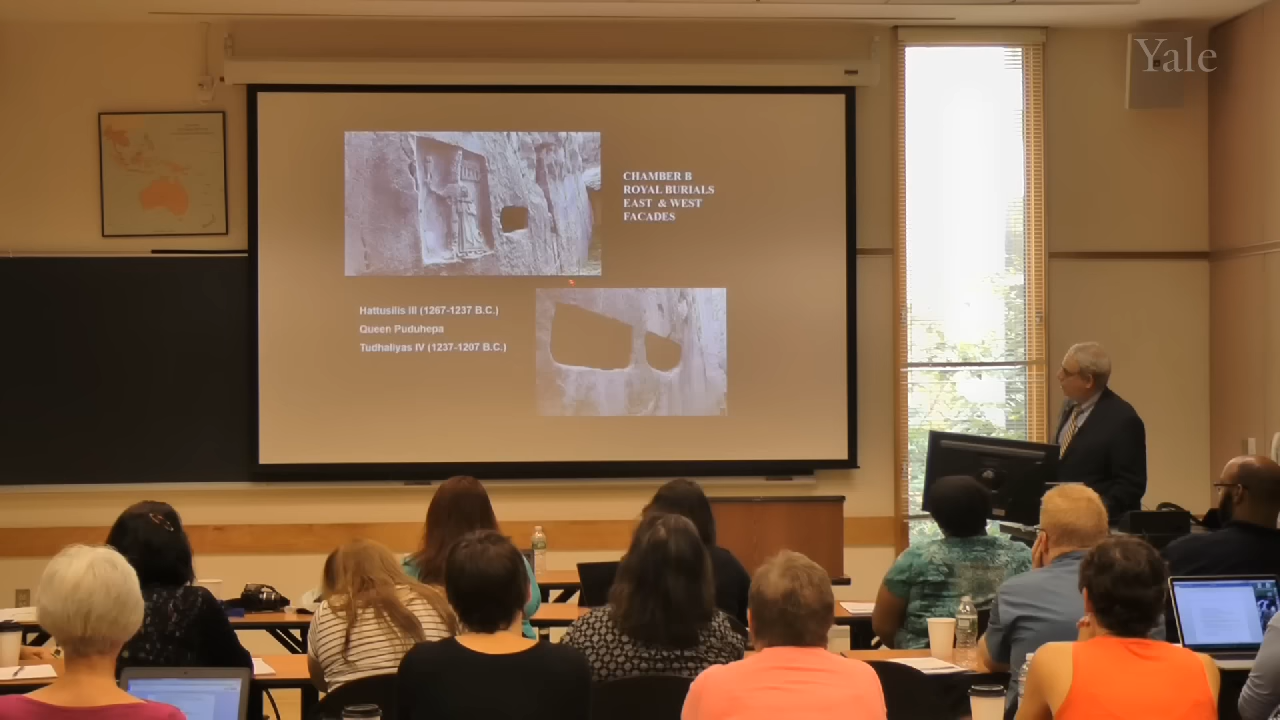 Yale
CHAMBER B
ROYAL BURIALS
EAST & WEST
FACADES
Hattusilis III (1267-1237 B.C.)
Queen Puduhepa
Tudhaliyas IV (1237-1207 B.C.)